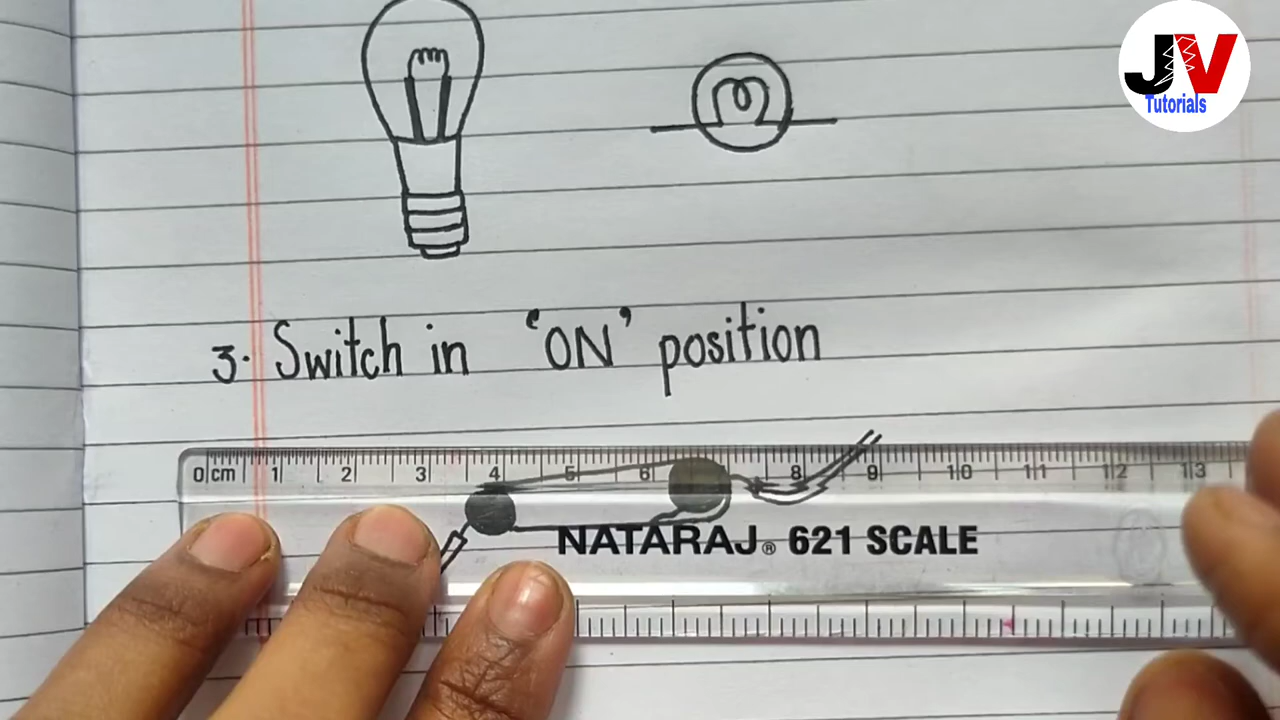 JV
Tutorials
3. Switch in "ON" position
0 cm 1 2 3 4 5 6 8 9 10 11 12 13
NATARAJ® 621 SCALE